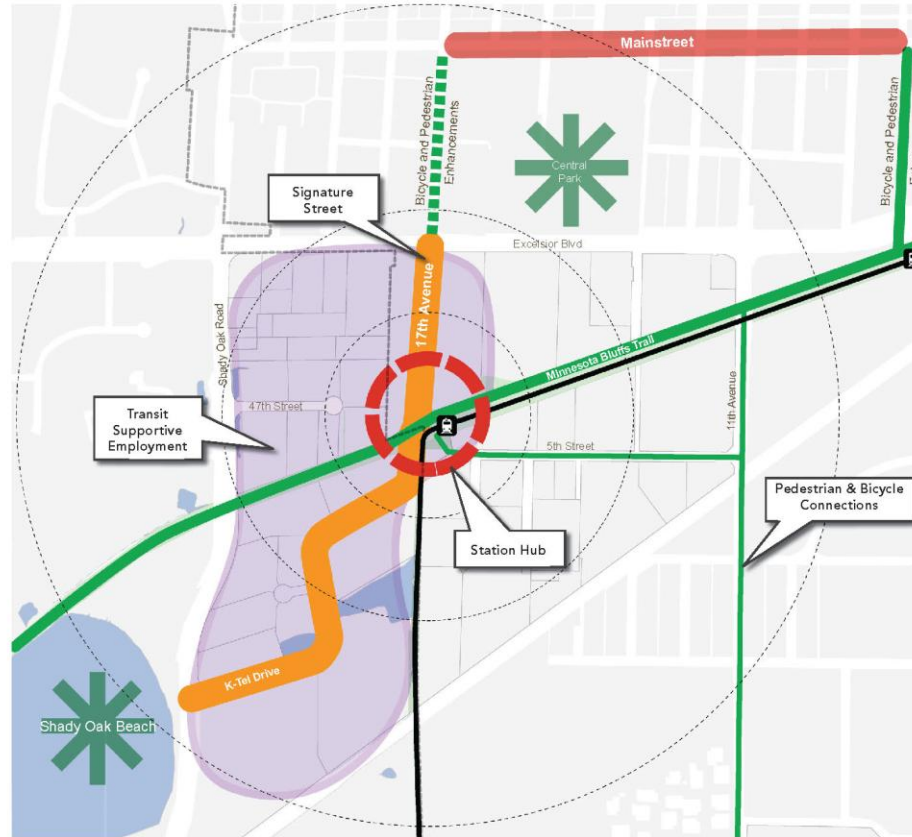 Mainstreet
Bicycle and Pedestrian
Enhancements
Bicycle and Pedestrian
Central
Park
Signature
Street
Excelsior Blvd
17th Avenue
Shady Oak Road
Minnesota Bluffs Trail
11th Avenue
47th Street
Transit
Supportive
Employment
5th Street
Pedestrian & Bicycle
Connections
Station Hub
K-Tel Drive
Shady Oak Beach